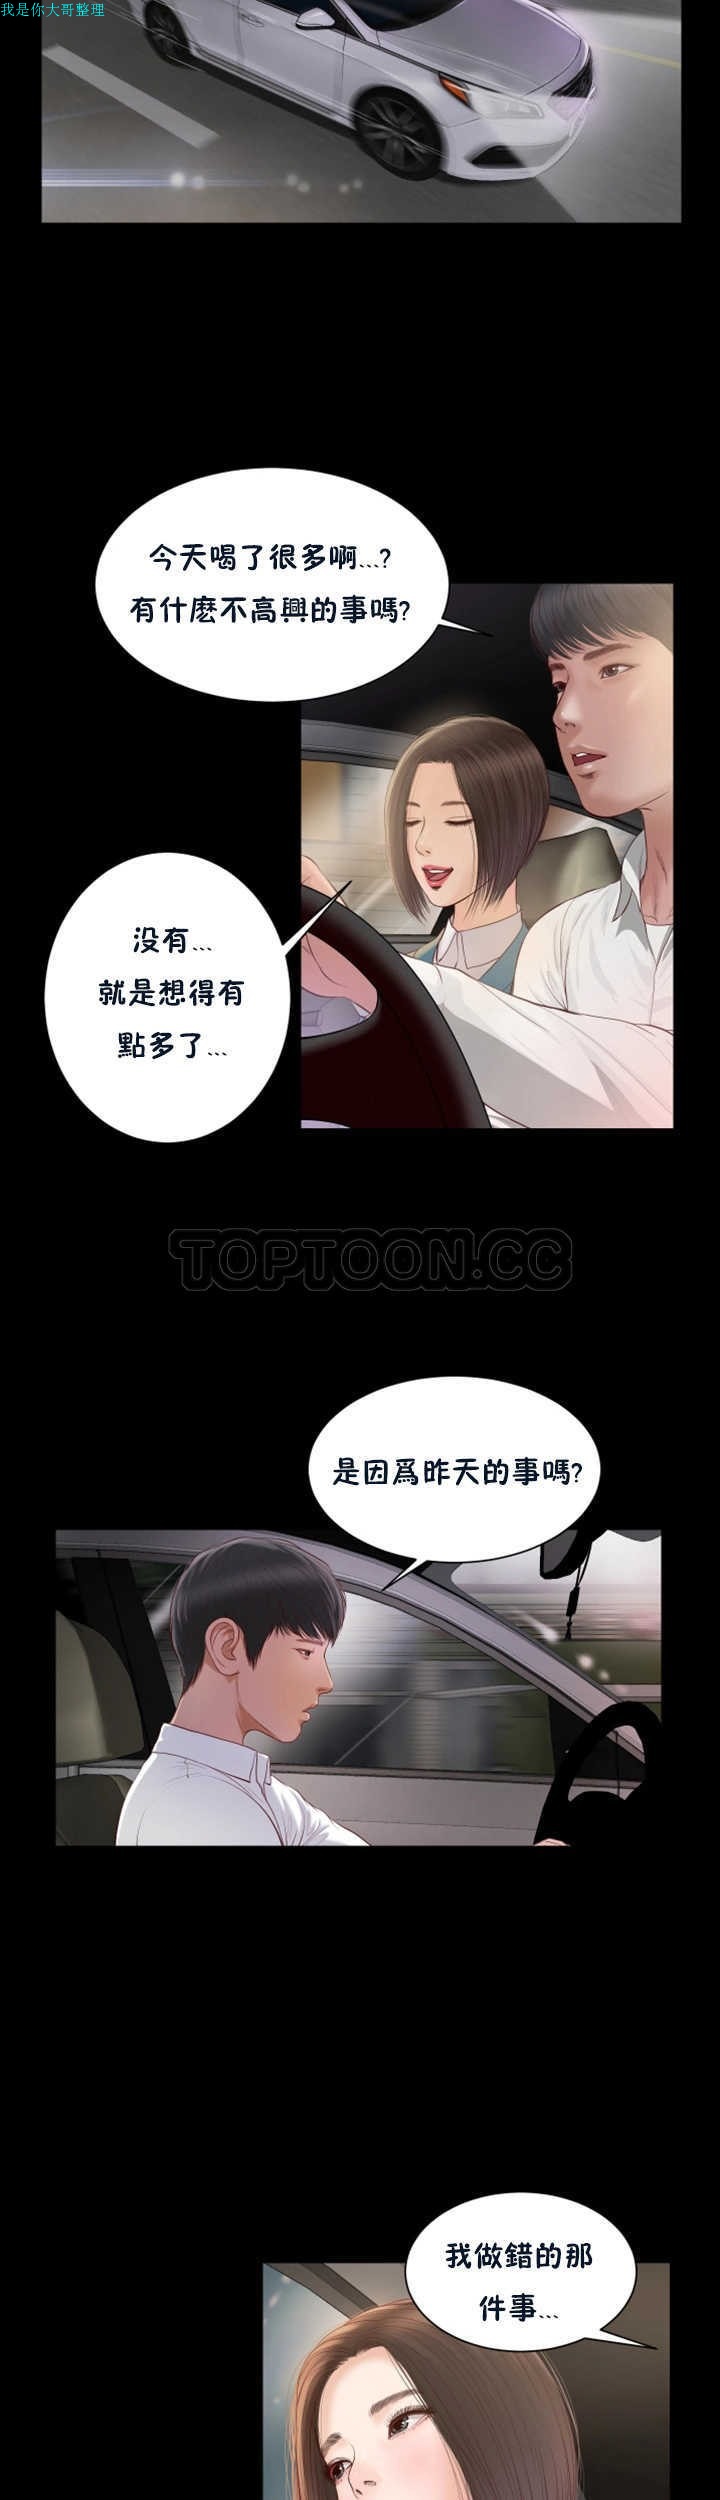 我是你大哥整理
今天喝了很多啊...?
有什麽不高興的事嗎?
没有...
就是想得有
點多了...
TOPTOON.CC
是因爲昨天的事嗎?
我做錯的那
件事...